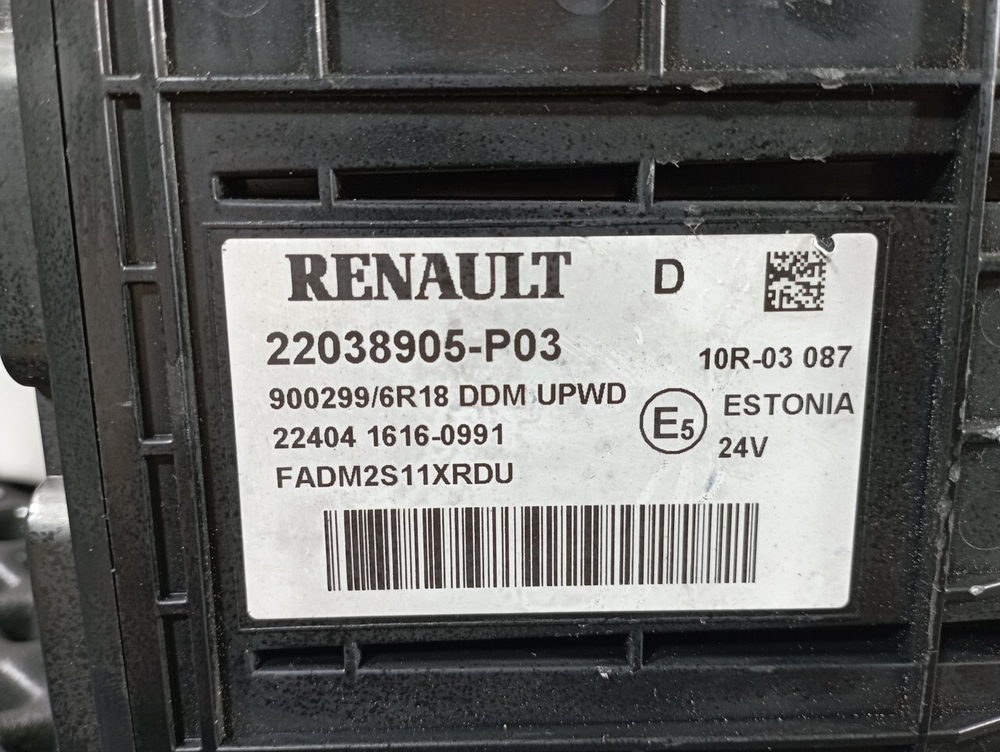 RENAULT D
22038905-P03
10R-03 087
900299/6R18 DDM UPWD
E5 ESTONIA
22404 1616-0991
24V
FADM2S11XRDU